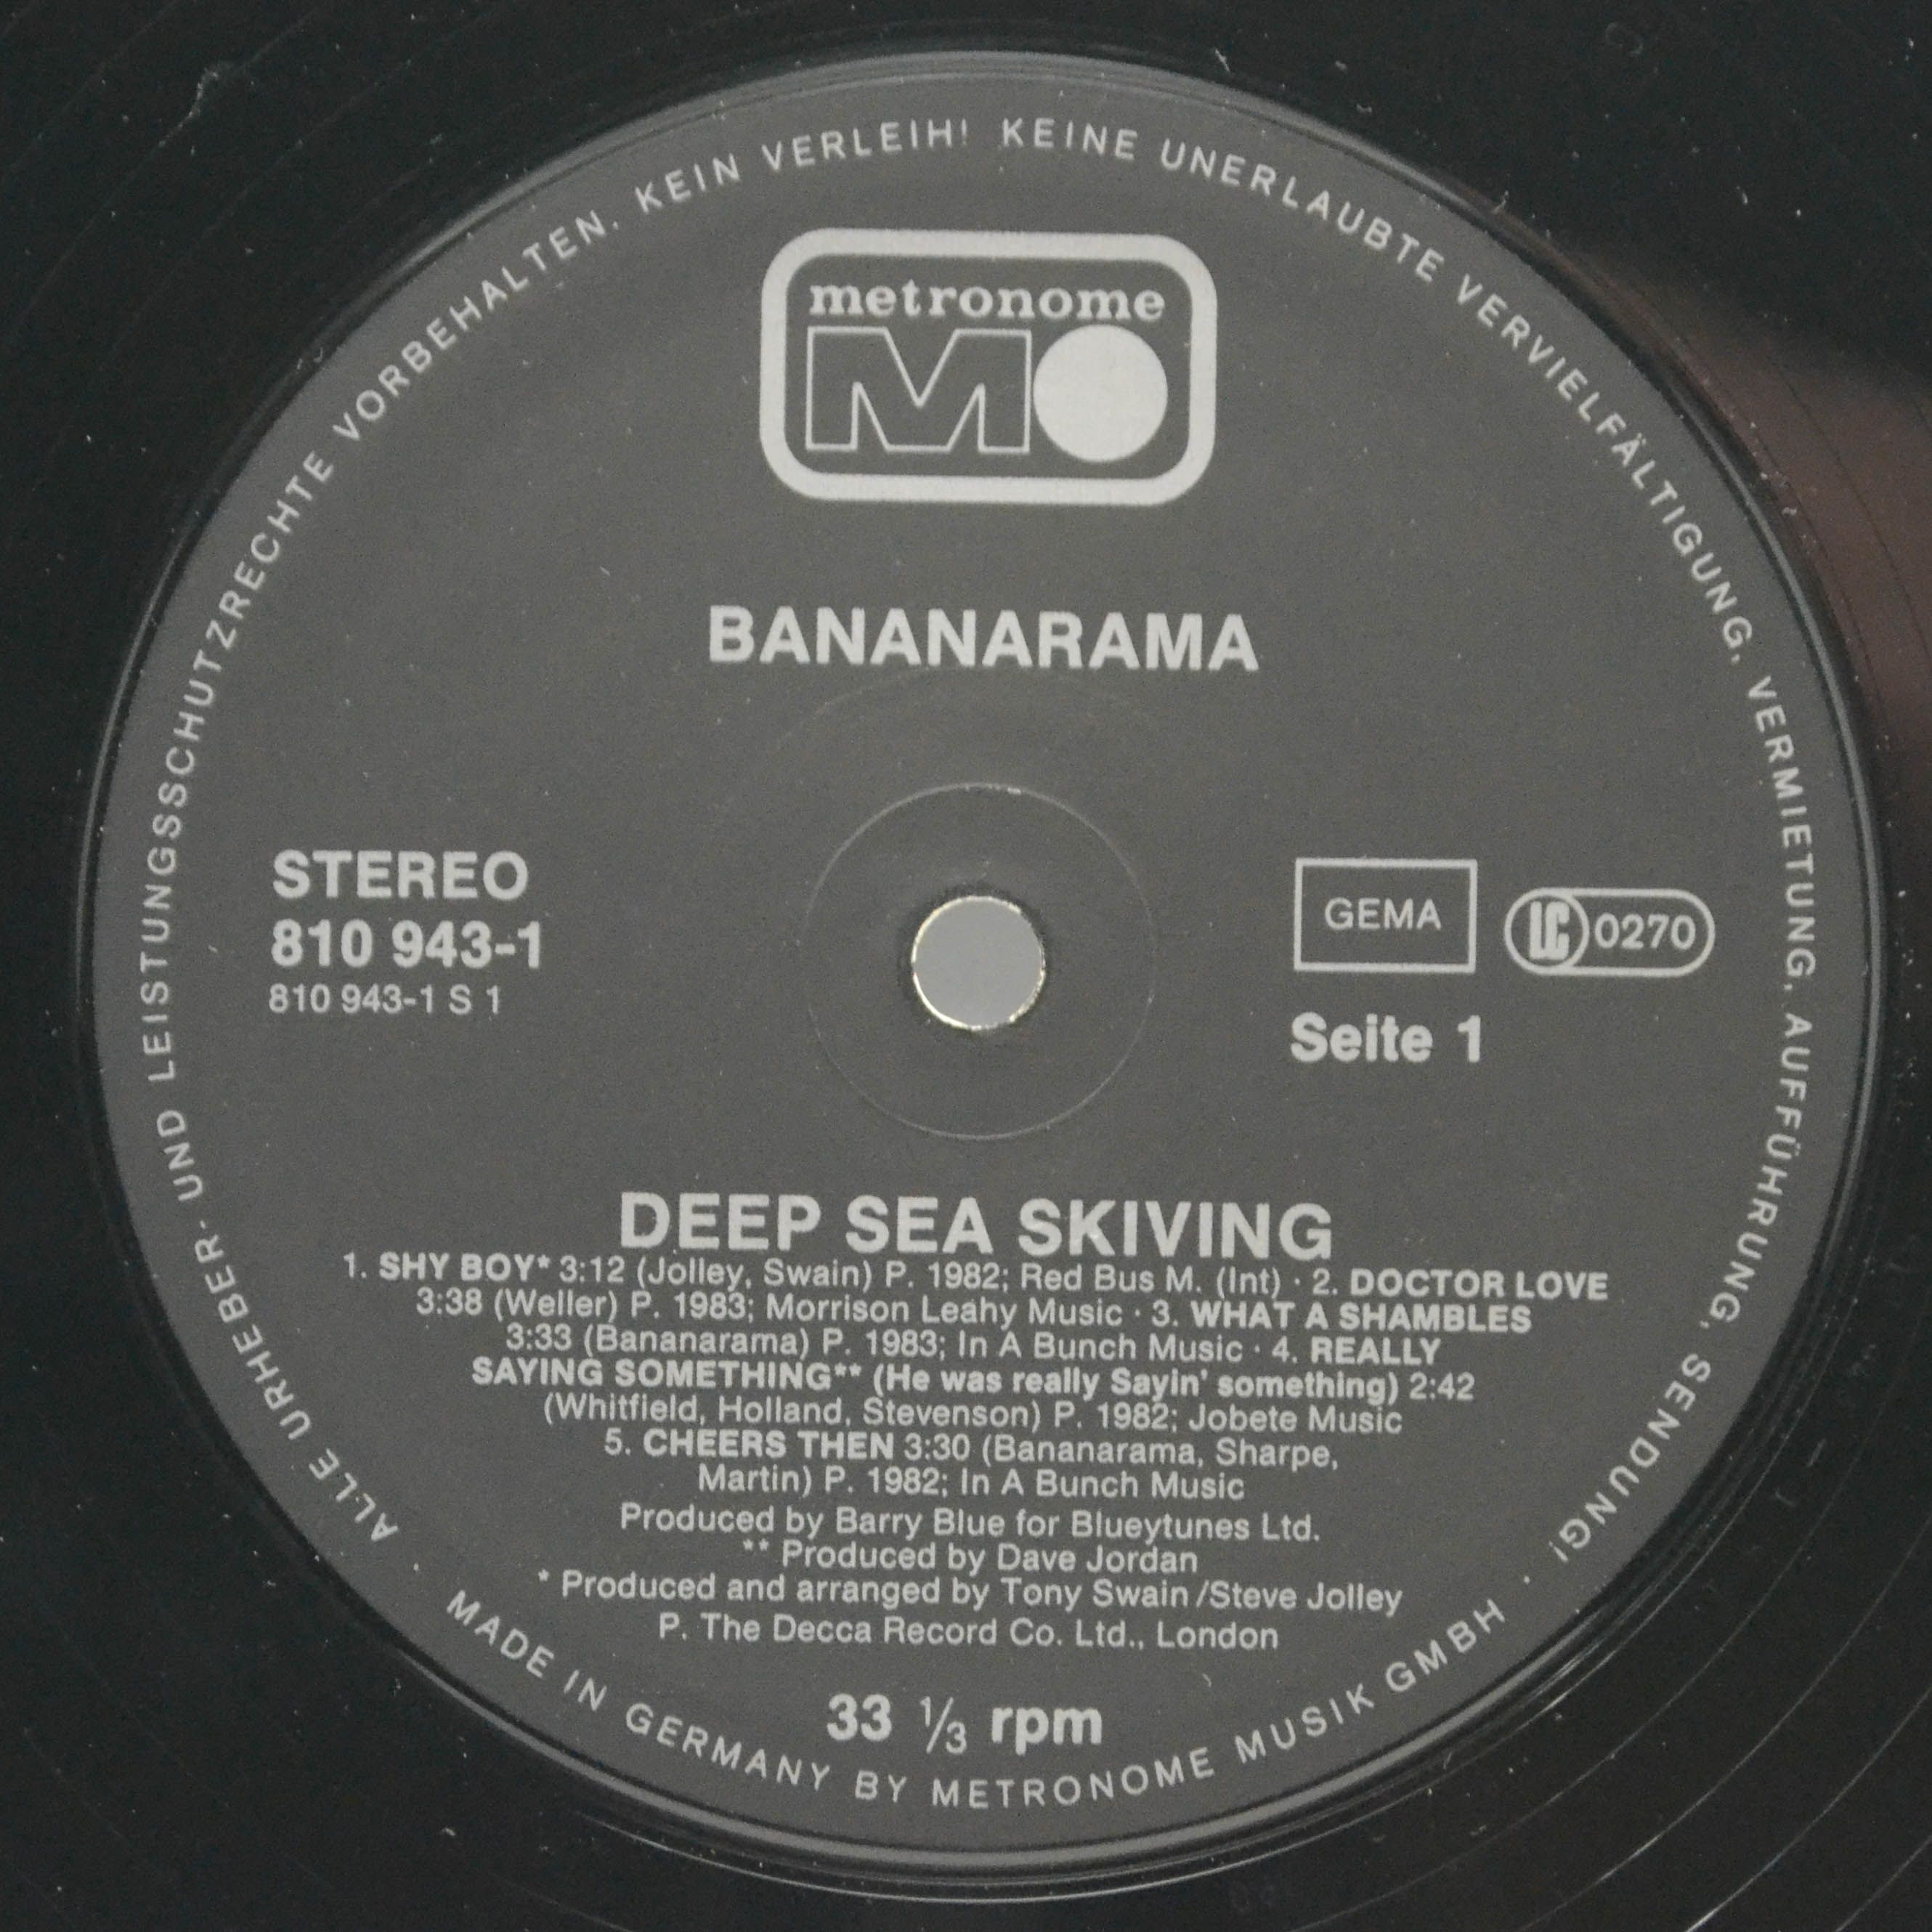 ALLE URHEBER- UND LEISTUNGSSCHUTZRECHTE VORBEHALTEN. KEIN VERLEIH! KEINE UNERLAUBTE VERVIELFÄLTIGUNG, VERMIETUNG, AUFFÜHRUNG, SENDUNG!
metronome
MO
BANANARAMA
STEREO
810 943-1
810 943-1 S 1
GEMA
LC 0270
Seite 1
DEEP SEA SKIVING
1. SHY BOY* 3:12 (Jolley, Swain) P. 1982; Red Bus M. (Int) · 2. DOCTOR LOVE
3:38 (Weller) P. 1983; Morrison Leahy Music · 3. WHAT A SHAMBLES
3:33 (Bananarama) P. 1983; In A Bunch Music · 4. REALLY
SAYING SOMETHING** (He was really Sayin' something) 2:42
(Whitfield, Holland, Stevenson) P. 1982; Jobete Music
5. CHEERS THEN 3:30 (Bananarama, Sharpe,
Martin) P. 1982; In A Bunch Music
Produced by Barry Blue for Blueytunes Ltd.
** Produced by Dave Jordan
* Produced and arranged by Tony Swain/Steve Jolley
P. The Decca Record Co. Ltd., London
33 1/3 rpm
· MADE IN GERMANY BY METRONOME MUSIK GMBH ·